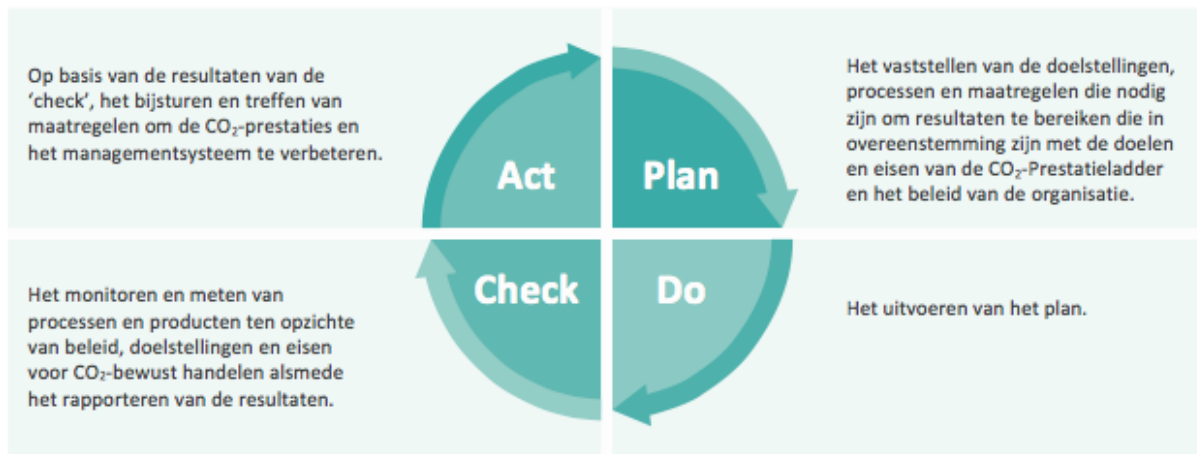 Op basis van de resultaten van de
‘check’, het bijsturen en treffen van
maatregelen om de CO₂-prestaties en
het managementsysteem te verbeteren.
Act
Plan
Het vaststellen van de doelstellingen,
processen en maatregelen die nodig
zijn om resultaten te bereiken die in
overeenstemming zijn met de doelen
en eisen van de CO₂-Prestatieladder
en het beleid van de organisatie.
Het monitoren en meten van
processen en producten ten opzichte
van beleid, doelstellingen en eisen
voor CO₂-bewust handelen alsmede
het rapporteren van de resultaten.
Check
Do
Het uitvoeren van het plan.